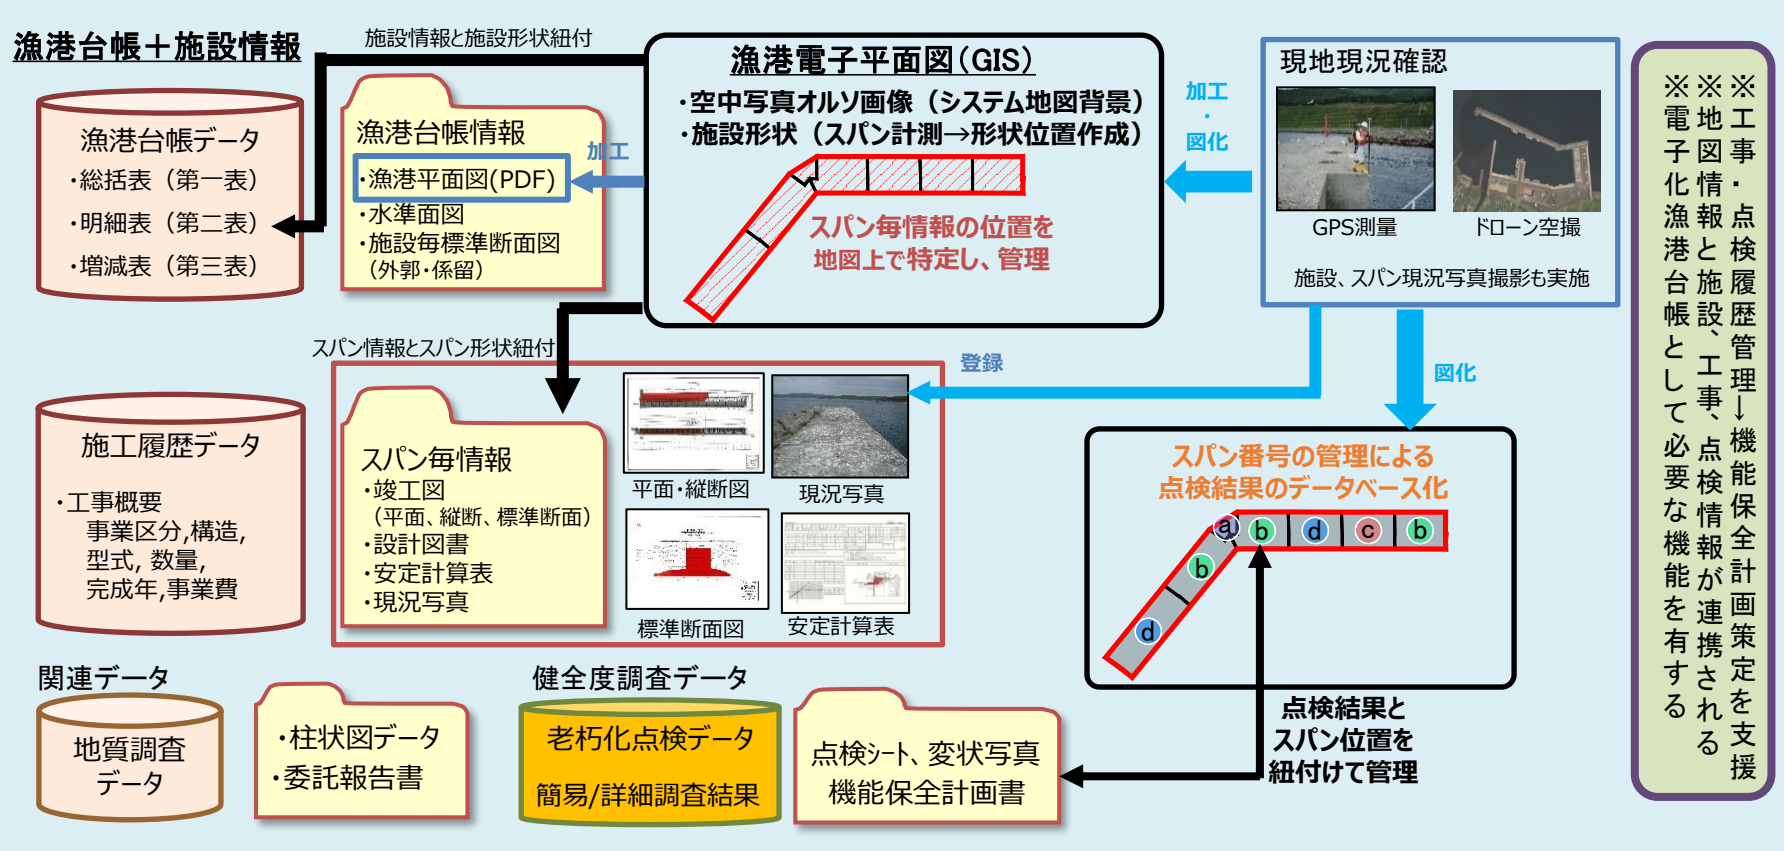 漁港台帳＋施設情報
施設情報と施設形状紐付
漁港台帳データ
・総括表（第一表）
・明細表（第二表）
・増減表（第三表）
漁港台帳情報
・漁港平面図(PDF)
・水準面図
・施設毎標準断面図
（外郭・係留）
加工
漁港電子平面図（GIS）
・空中写真オルソ画像（システム地図背景）
・施設形状（スパン計測→形状位置作成）
スパン毎情報の位置を
地図上で特定し、管理
加工
・
図化
現地現況確認
GPS測量
ドローン空撮
施設、スパン現況写真撮影も実施
スパン情報とスパン形状紐付
登録
図化
施工履歴データ
・工事概要
事業区分,構造,
型式, 数量,
完成年,事業費
スパン毎情報
・竣工図
（平面、縦断、標準断面）
・設計図書
・安定計算表
・現況写真
平面・縦断図
現況写真
標準断面図
安定計算表
スパン番号の管理による
点検結果のデータベース化
a
b
d
c
b
b
d
点検結果と
スパン位置を
紐付けて管理
関連データ
地質調査
データ
・柱状図データ
・委託報告書
健全度調査データ
老朽化点検データ
簡易/詳細調査結果
点検シート、変状写真
機能保全計画書
※工事・点検履歴管理→機能保全計画策定を支援
※地図情報と施設、工事、点検情報が連携される
※電子化漁港台帳として必要な機能を有する